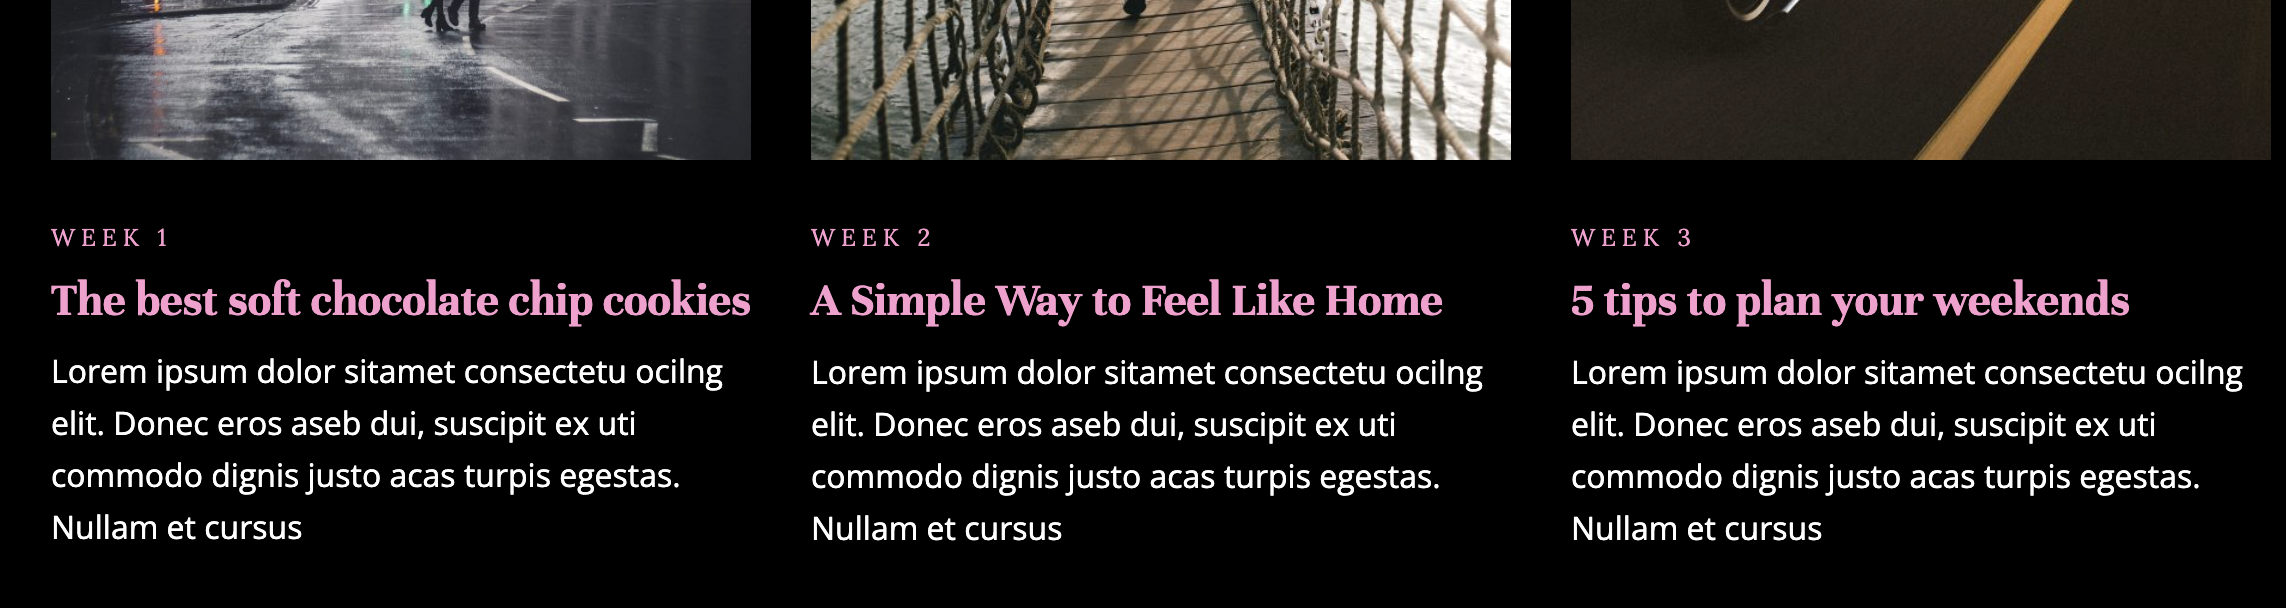 WEEK 1
The best soft chocolate chip cookies
Lorem ipsum dolor sitamet consectetu ocilng
elit. Donec eros aseb dui, suscipit ex uti
commodo dignis justo acas turpis egestas.
Nullam et cursus
WEEK 2
A Simple Way to Feel Like Home
Lorem ipsum dolor sitamet consectetu ocilng
elit. Donec eros aseb dui, suscipit ex uti
commodo dignis justo acas turpis egestas.
Nullam et cursus
WEEK 3
5 tips to plan your weekends
Lorem ipsum dolor sitamet consectetu ocilng
elit. Donec eros aseb dui, suscipit ex uti
commodo dignis justo acas turpis egestas.
Nullam et cursus